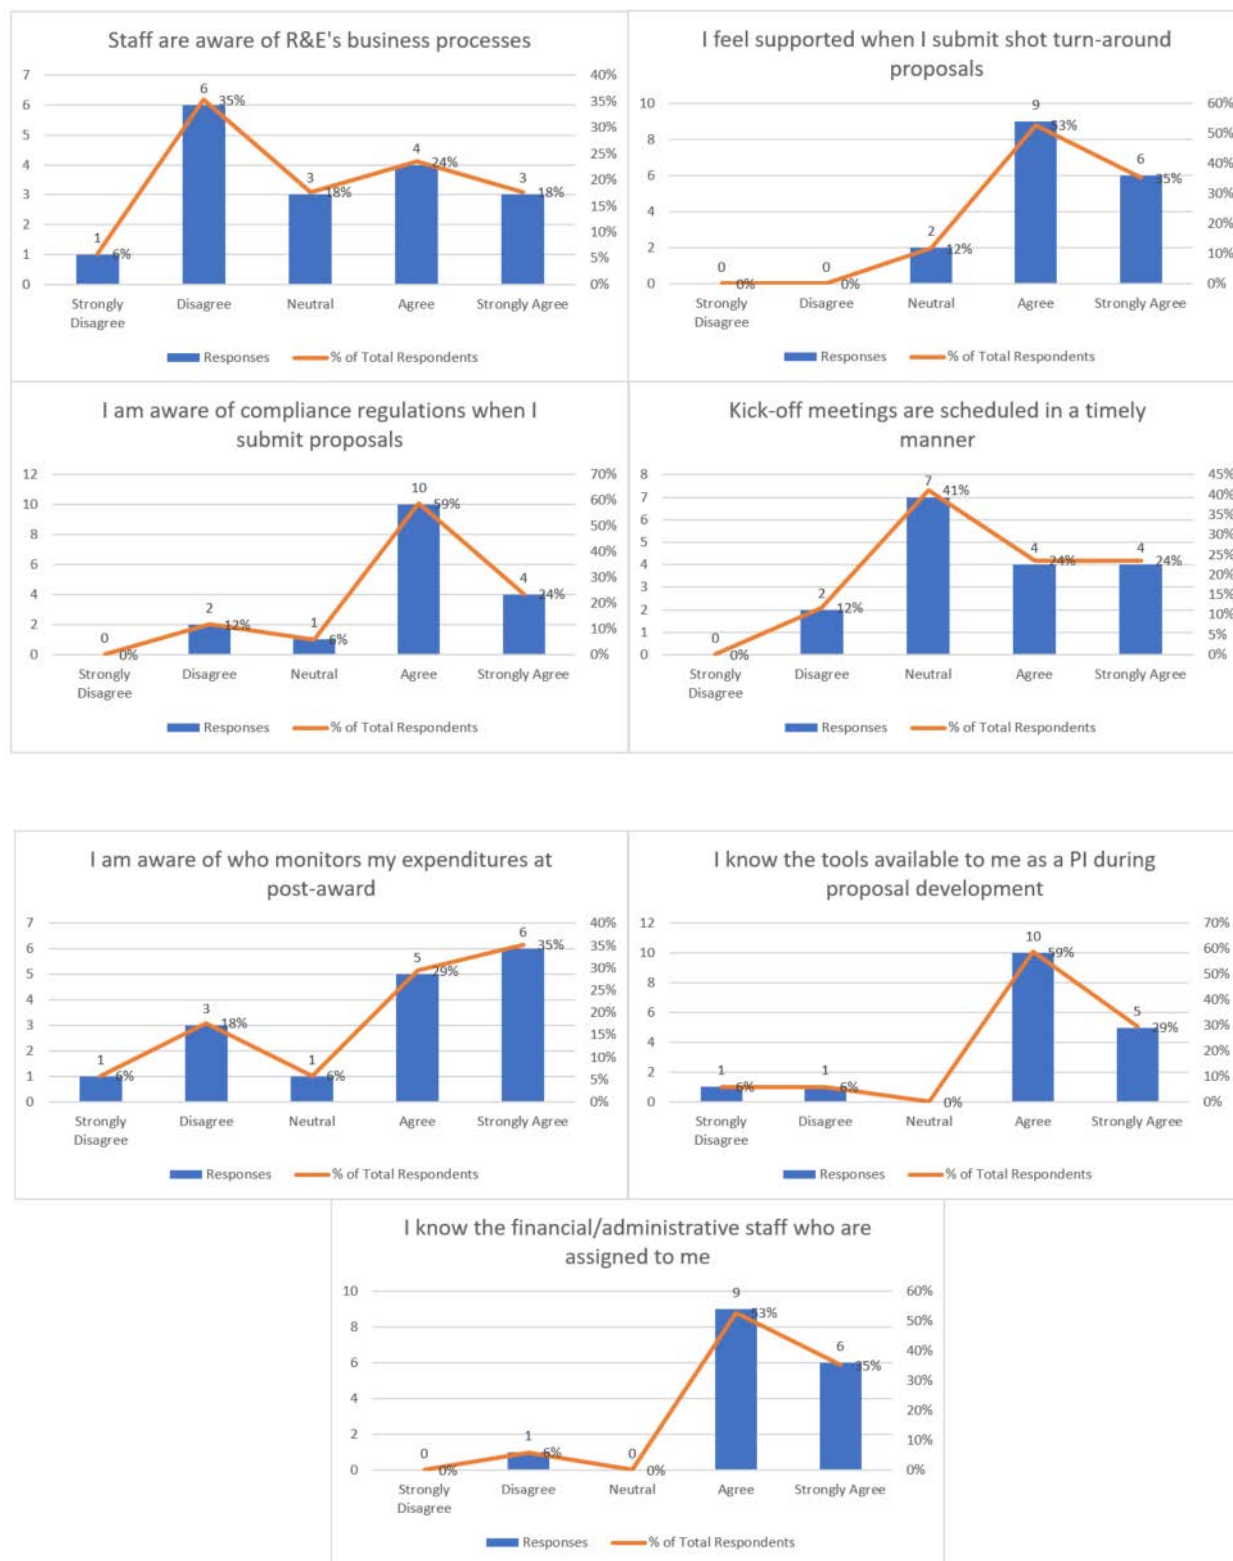 Staff are aware of R&E's business processes
7
6
5
4
3
2
1
0
40%
35%
30%
25%
20%
15%
10%
5%
0%
1
6%
6
35%
3
18%
4
24%
3
18%
Strongly
Disagree
Disagree
Neutral
Agree
Strongly Agree
Responses
% of Total Respondents
I feel supported when I submit shot turn-around
proposals
10
8
6
4
2
0
60%
50%
40%
30%
20%
10%
0%
0
0%
0
0%
2
12%
9
53%
6
35%
Strongly
Disagree
Disagree
Neutral
Agree
Strongly Agree
Responses
% of Total Respondents
I am aware of compliance regulations when I
submit proposals
12
10
8
6
4
2
0
70%
60%
50%
40%
30%
20%
10%
0%
0
0%
2
12%
1
6%
10
59%
4
24%
Strongly
Disagree
Disagree
Neutral
Agree
Strongly Agree
Responses
% of Total Respondents
Kick-off meetings are scheduled in a timely
manner
8
7
6
5
4
3
2
1
0
45%
40%
35%
30%
25%
20%
15%
10%
5%
0%
0
0%
2
12%
7
41%
4
24%
4
24%
Strongly
Disagree
Disagree
Neutral
Agree
Strongly Agree
Responses
% of Total Respondents
I am aware of who monitors my expenditures at
post-award
7
6
5
4
3
2
1
0
40%
35%
30%
25%
20%
15%
10%
5%
0%
1
6%
3
18%
1
6%
5
29%
6
35%
Strongly
Disagree
Disagree
Neutral
Agree
Strongly Agree
Responses
% of Total Respondents
I know the tools available to me as a PI during
proposal development
12
10
8
6
4
2
0
70%
60%
50%
40%
30%
20%
10%
0%
1
6%
1
6%
0%
10
59%
5
29%
Strongly
Disagree
Disagree
Neutral
Agree
Strongly Agree
Responses
% of Total Respondents
I know the financial/administrative staff who are
assigned to me
10
8
6
4
2
0
60%
50%
40%
30%
20%
10%
0%
0
0%
1
6%
0
0%
9
53%
6
35%
Strongly
Disagree
Disagree
Neutral
Agree
Strongly Agree
Responses
% of Total Respondents